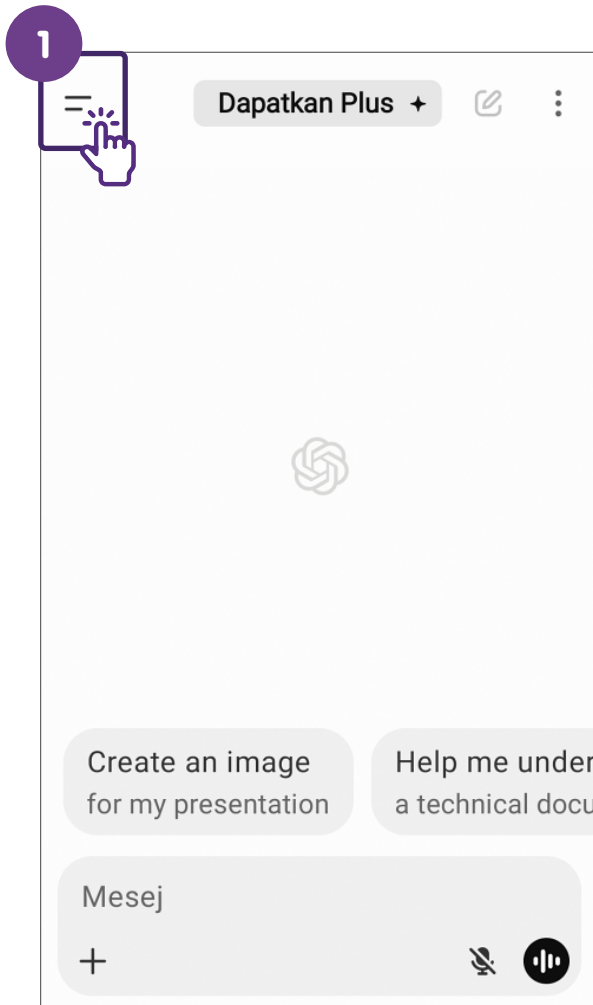 1
Dapatkan Plus
Create an image
for my presentation
Help me under
a technical docu
Mesej